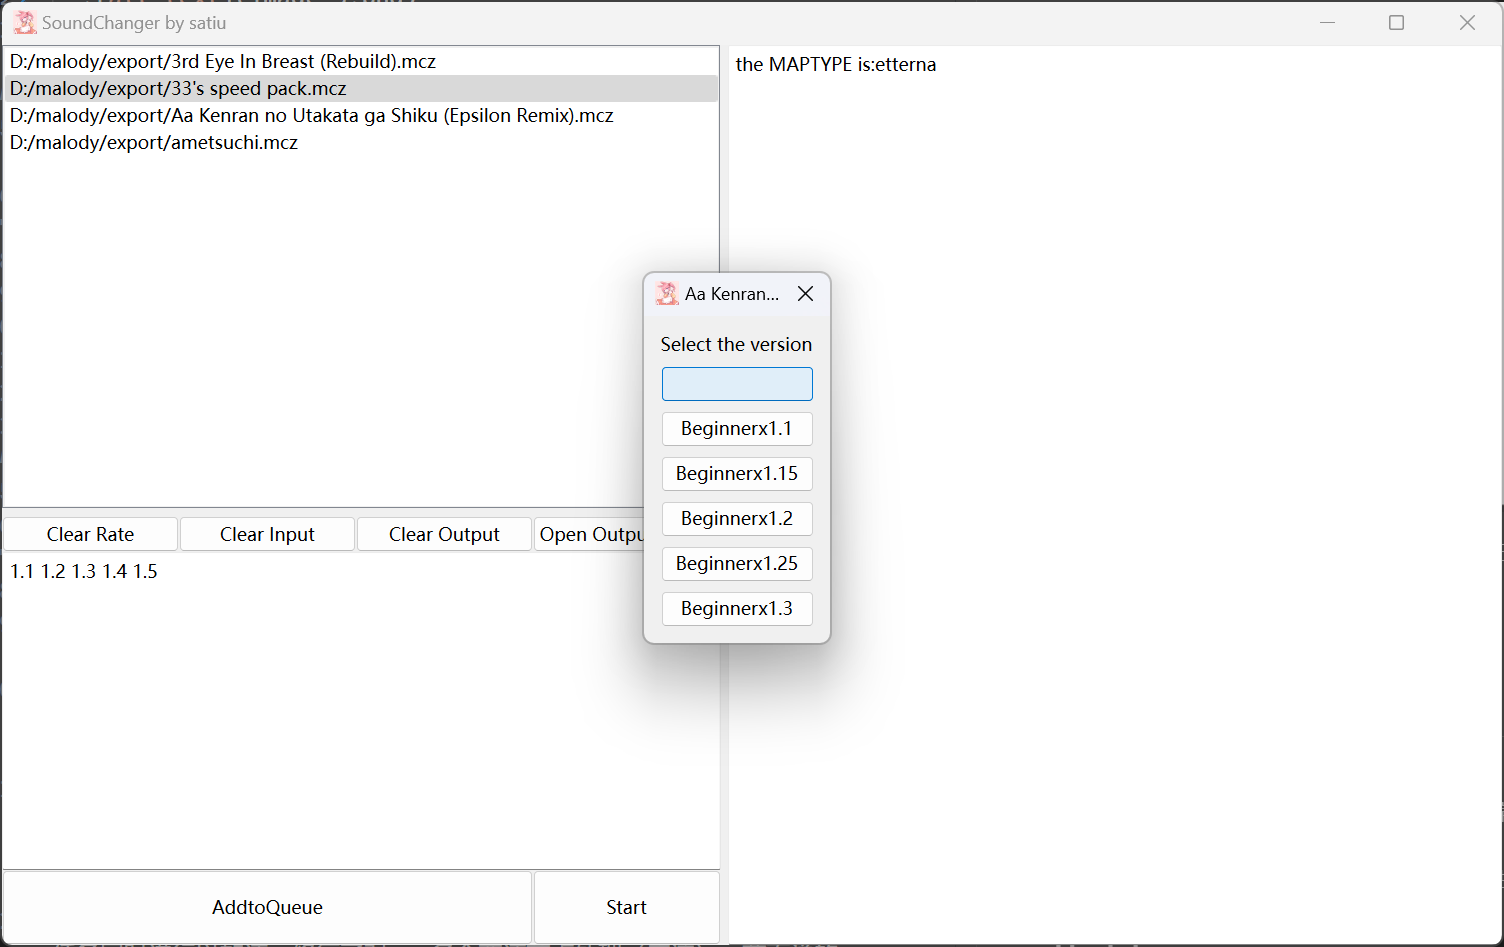 SoundChanger by satiu
D:/malody/export/3rd Eye In Breast (Rebuild).mcz
D:/malody/export/33's speed pack.mcz
D:/malody/export/Aa Kenran no Utakata ga Shiku (Epsilon Remix).mcz
D:/malody/export/ametsuchi.mcz
the MAPTYPE is:etterna
Aa Kenran...
Select the version
Beginnerx1.1
Beginnerx1.15
Beginnerx1.2
Beginnerx1.25
Beginnerx1.3
Clear Rate
Clear Input
Clear Output
Open Outpu
1.1 1.2 1.3 1.4 1.5
AddtoQueue
Start